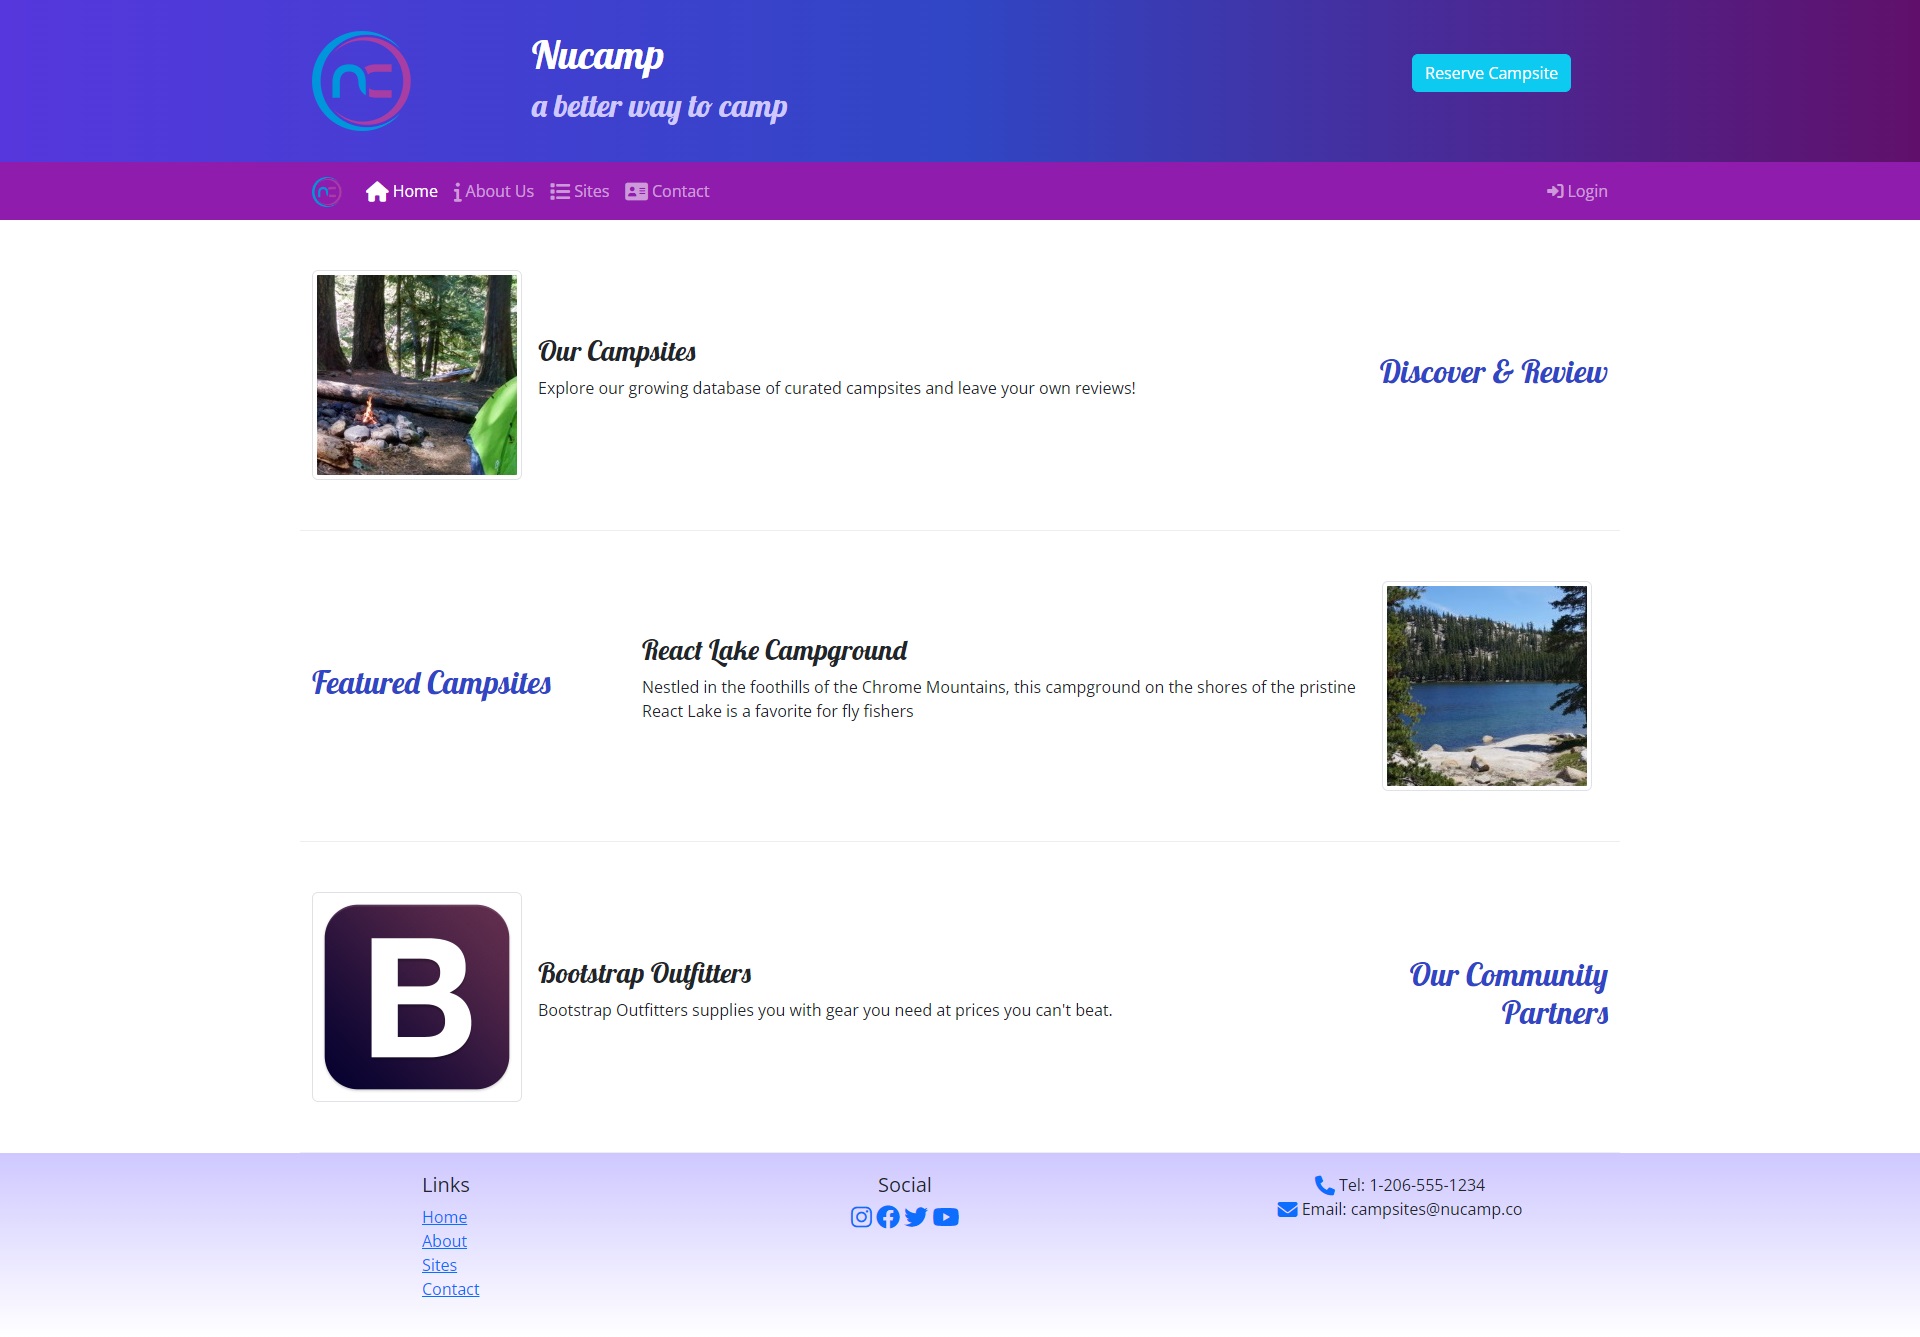 Nucamp
a better way to camp
Reserve Campsite
Home
About Us
Sites
Contact
Login
Our Campsites
Explore our growing database of curated campsites and leave your own reviews!
Discover & Review
Featured Campsites
React Lake Campground
Nestled in the foothills of the Chrome Mountains, this campground on the shores of the pristine
React Lake is a favorite for fly fishers
B
Bootstrap Outfitters
Bootstrap Outfitters supplies you with gear you need at prices you can't beat.
Our Community
Partners
Links
Home
About
Sites
Contact
Social
Tel: 1-206-555-1234
Email: campsites@nucamp.co